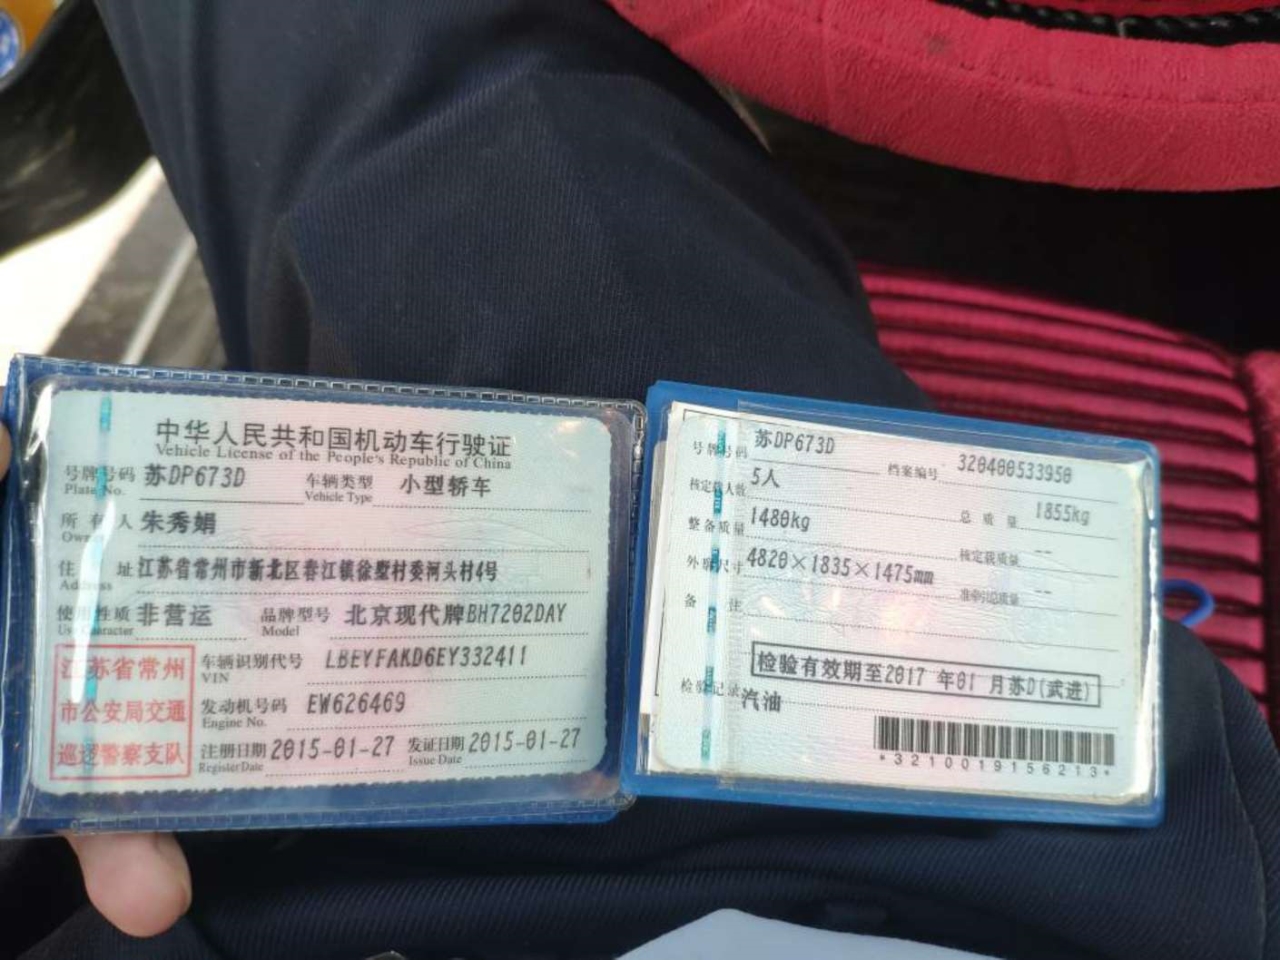 中华人民共和国机动车行驶证
Vehicle License of the People's Republic of China
号牌号码 苏DP673D 车辆类型 小型轿车
Plate No. Vehicle Type
所有人 朱秀娟
住 址 江苏省常州市新北区春江镇徐墅村委河头村4号
Address
使用性质 非营运 品牌型号 北京现代牌BH7202DAY
Use Character Model
江苏省常州
市公安局交通
巡逻警察支队
车辆识别代号 LBEYFAKD6EY332411
VIN
发动机号码 EW626469
Engine No.
注册日期 2015-01-27 发证日期 2015-01-27
Register Date Issue Date
号牌号码 苏DP673D 档案编号 320400533950
核定载人数 5人 总质量 1855kg
整备质量 1480kg 核定载质量 --
外廓尺寸 4820×1835×1475mm 准牵引总质量 --
备 注
检验有效期至2017 年01 月苏D(武进)
检验记录 汽油
*3210019156213*